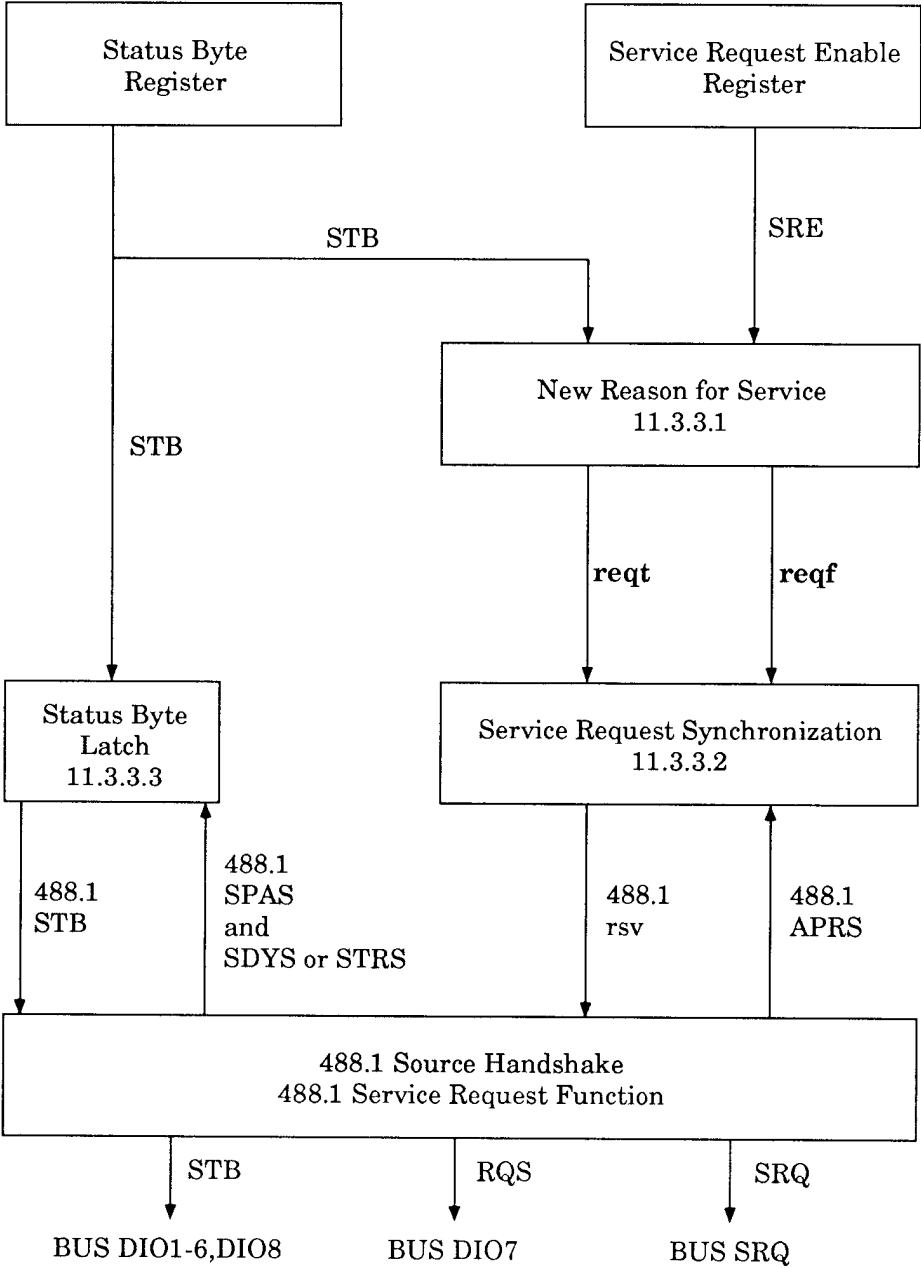 Status Byte
Register
Service Request Enable
Register
STB
SRE
New Reason for Service
11.3.3.1
STB
reqt
reqf
Status Byte
Latch
11.3.3.3
Service Request Synchronization
11.3.3.2
488.1
STB
488.1
SPAS
and
SDYS or STRS
488.1
rsv
488.1
APRS
488.1 Source Handshake
488.1 Service Request Function
STB
RQS
SRQ
BUS DIO1-6,DIO8
BUS DIO7
BUS SRQ